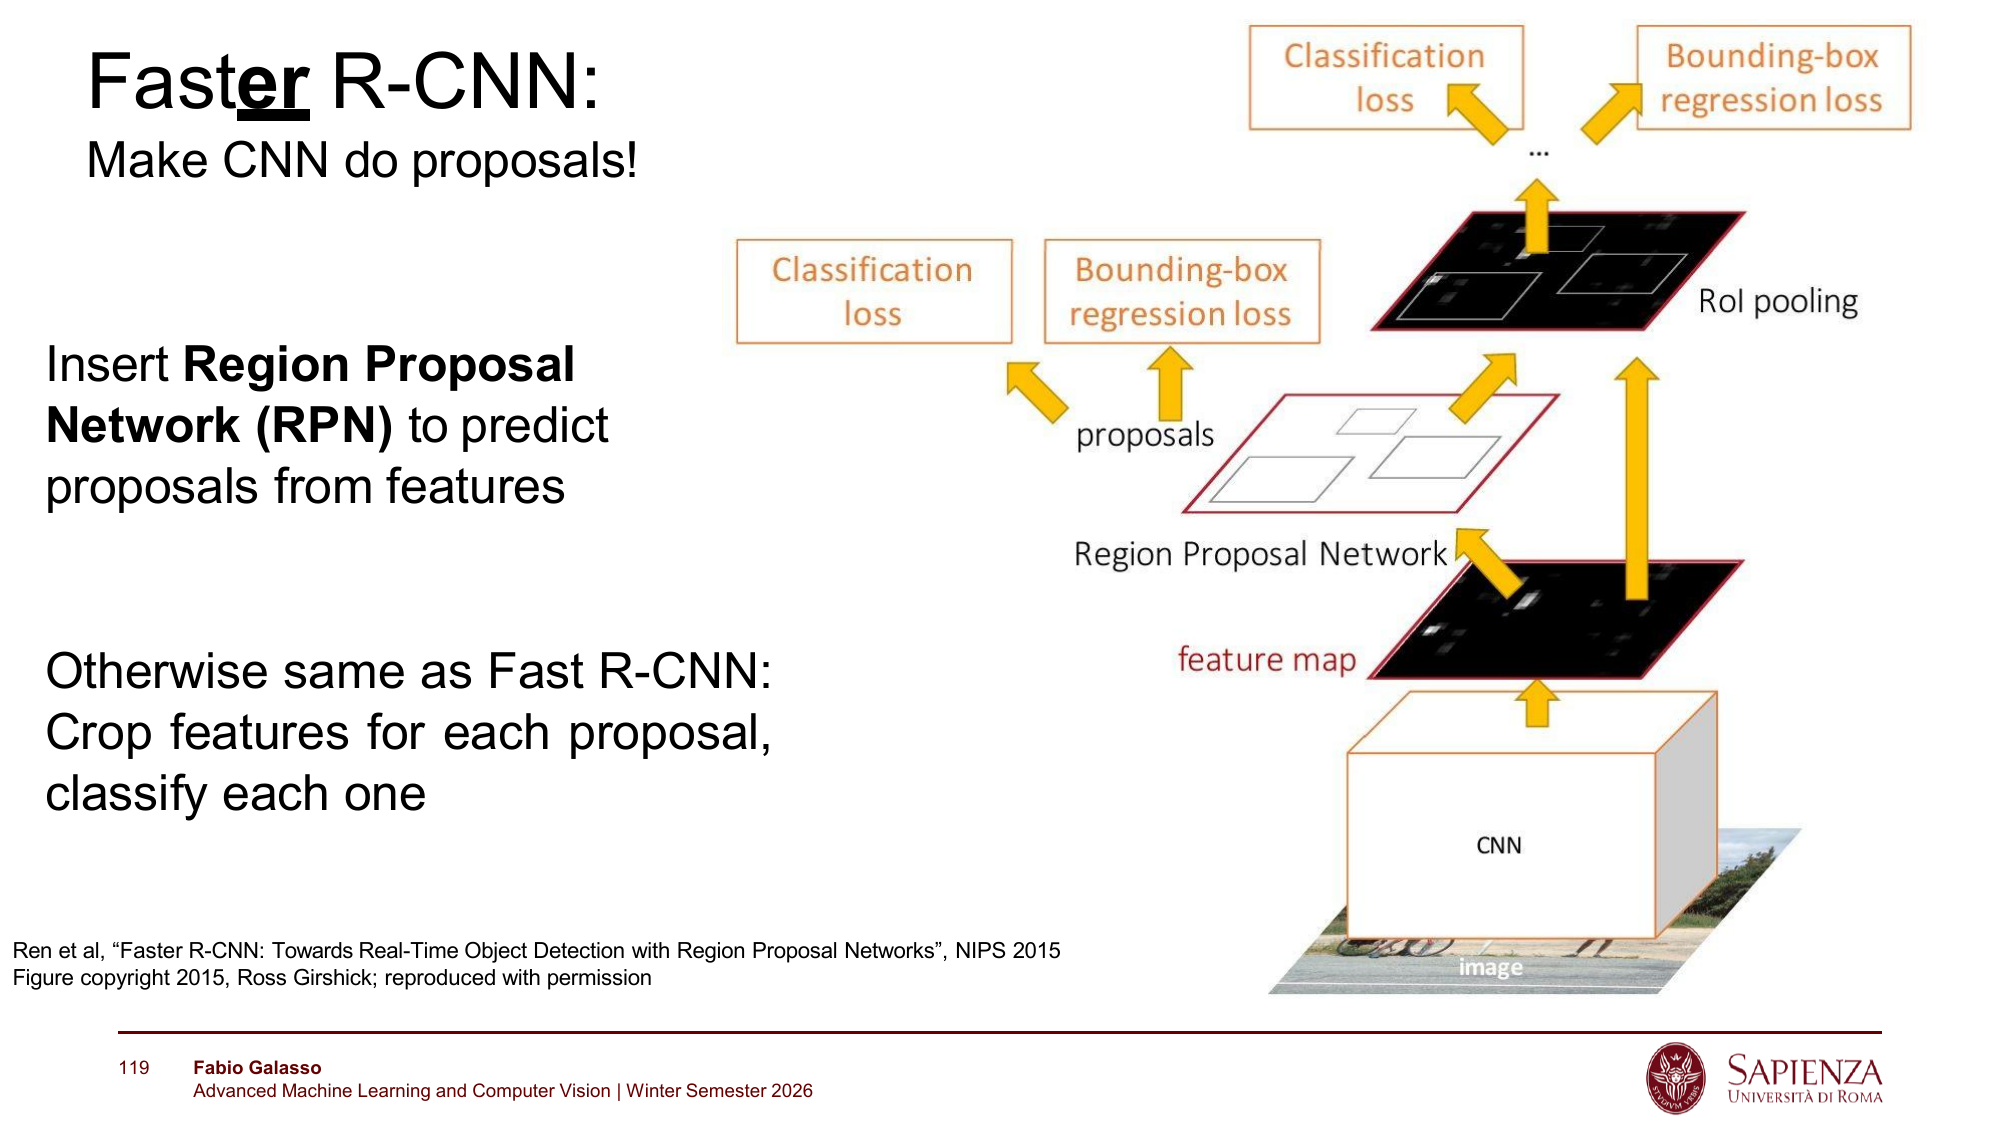 Faster R-CNN:
Make CNN do proposals!
Insert Region Proposal
Network (RPN) to predict
proposals from features
Otherwise same as Fast R-CNN:
Crop features for each proposal,
classify each one
Classification
loss
Bounding-box
regression loss
...
RoI pooling
Classification
loss
Bounding-box
regression loss
proposals
Region Proposal Network
feature map
CNN
image
Ren et al, “Faster R-CNN: Towards Real-Time Object Detection with Region Proposal Networks”, NIPS 2015
Figure copyright 2015, Ross Girshick; reproduced with permission
119
Fabio Galasso
Advanced Machine Learning and Computer Vision | Winter Semester 2026
STVDIVM VRBIS
SAPIENZA
UNIVERSITÀ DI ROMA